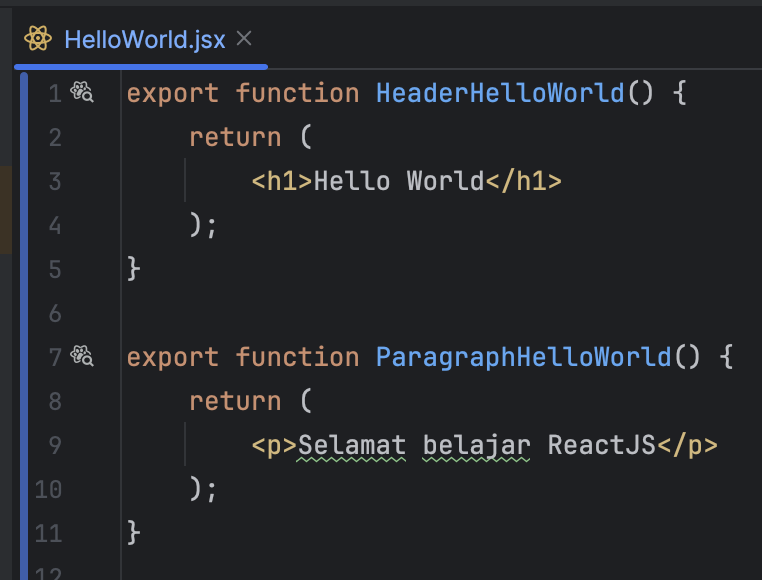 HelloWorld.jsx
1 export function HeaderHelloWorld() {
2     return (
3         <h1>Hello World</h1>
4     );
5 }
6
7 export function ParagraphHelloWorld() {
8     return (
9         <p>Selamat belajar ReactJS</p>
10     );
11 }
12